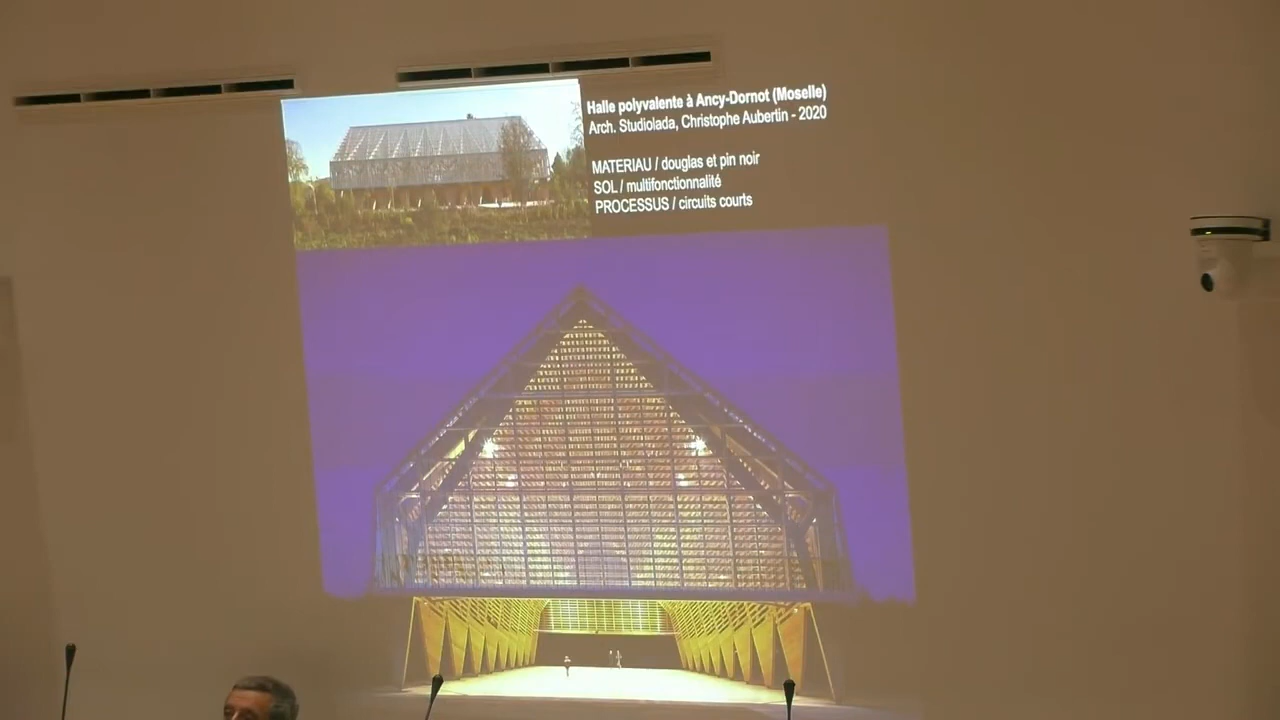 Halle polyvalente à Ancy-Dornot (Moselle)
Arch. Studiolada, Christophe Aubertin - 2020
MATERIAU / douglas et pin noir
SOL / multifonctionnalité
PROCESSUS / circuits courts